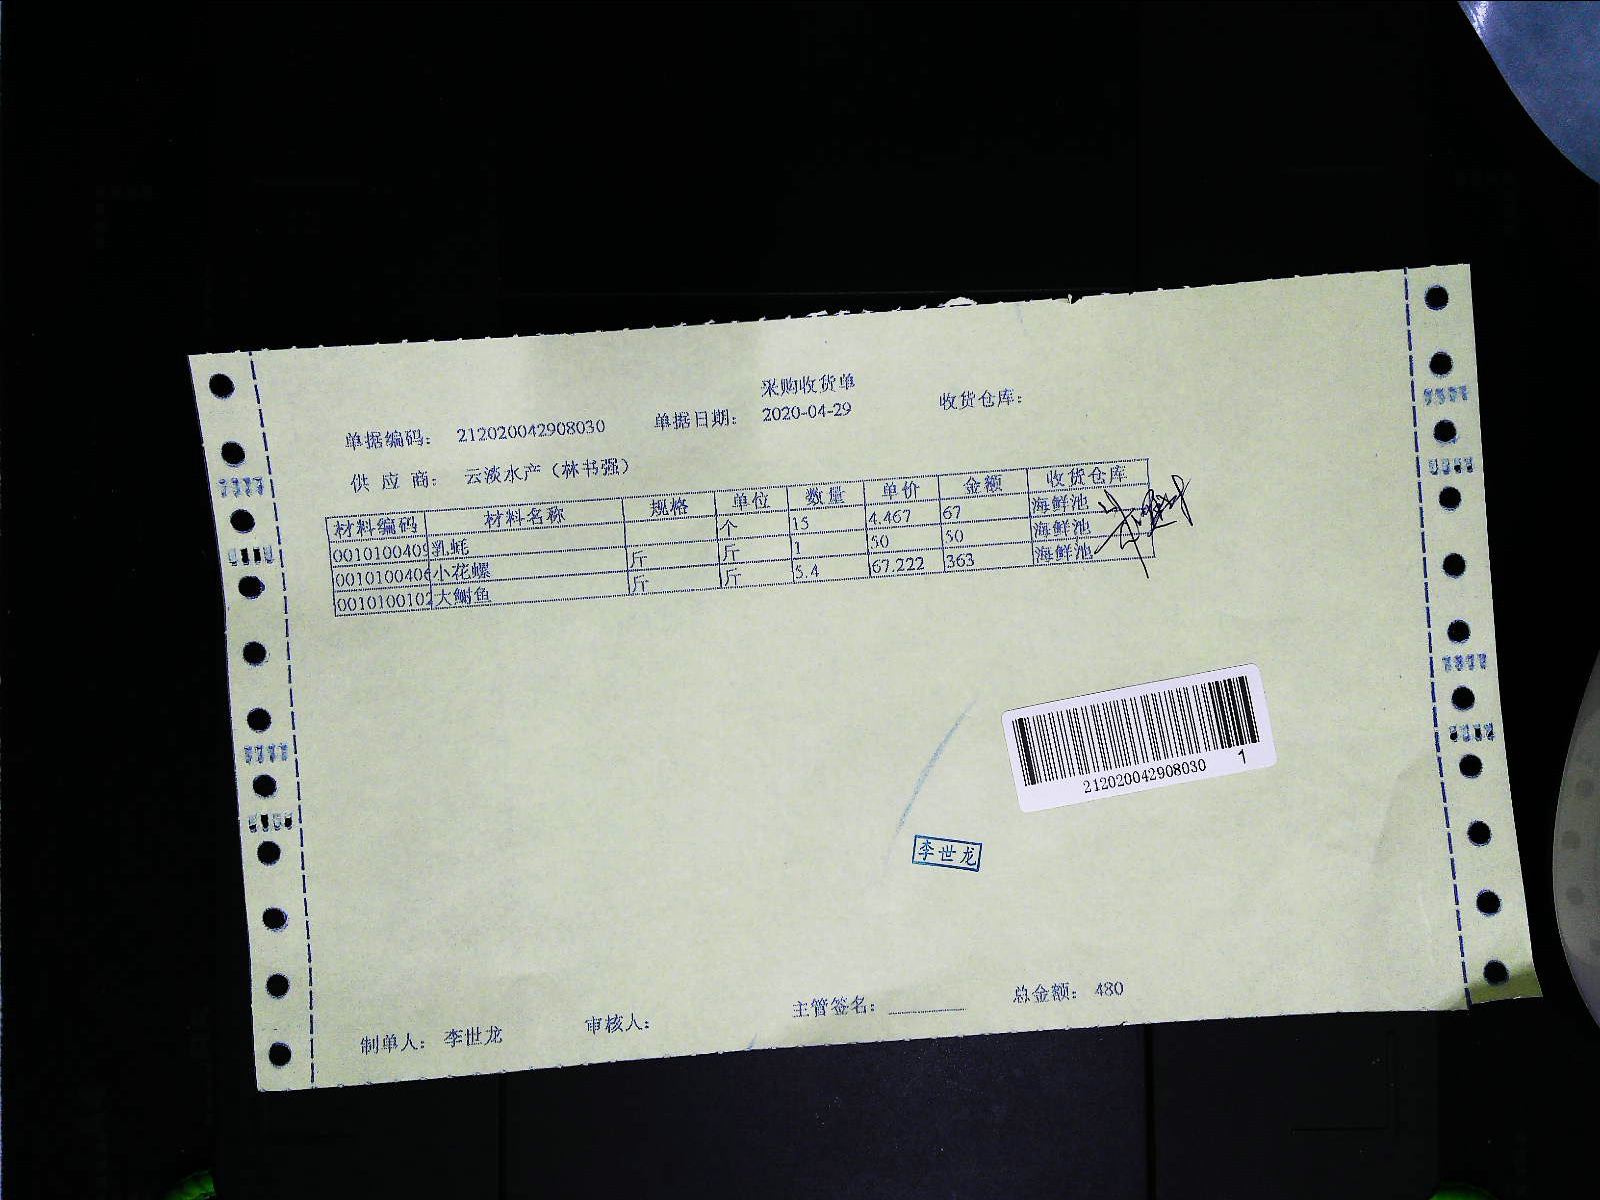 采购收货单
单据编码： 212020042908030 单据日期： 2020-04-29 收货仓库：
供 应 商： 云淡水产（林书强）
材料编码 材料名称 规格 单位 数量 单价 金额 收货仓库
001010040 乳蚝 个 15 4.467 67 海鲜池
001010040 小花螺 斤 斤 1 50 50 海鲜池
001010010 大鲋鱼 斤 斤 5.4 67.222 363 海鲜池
212020042908030 1
李世龙
制单人： 李世龙 审核人： 主管签名： 总金额： 480